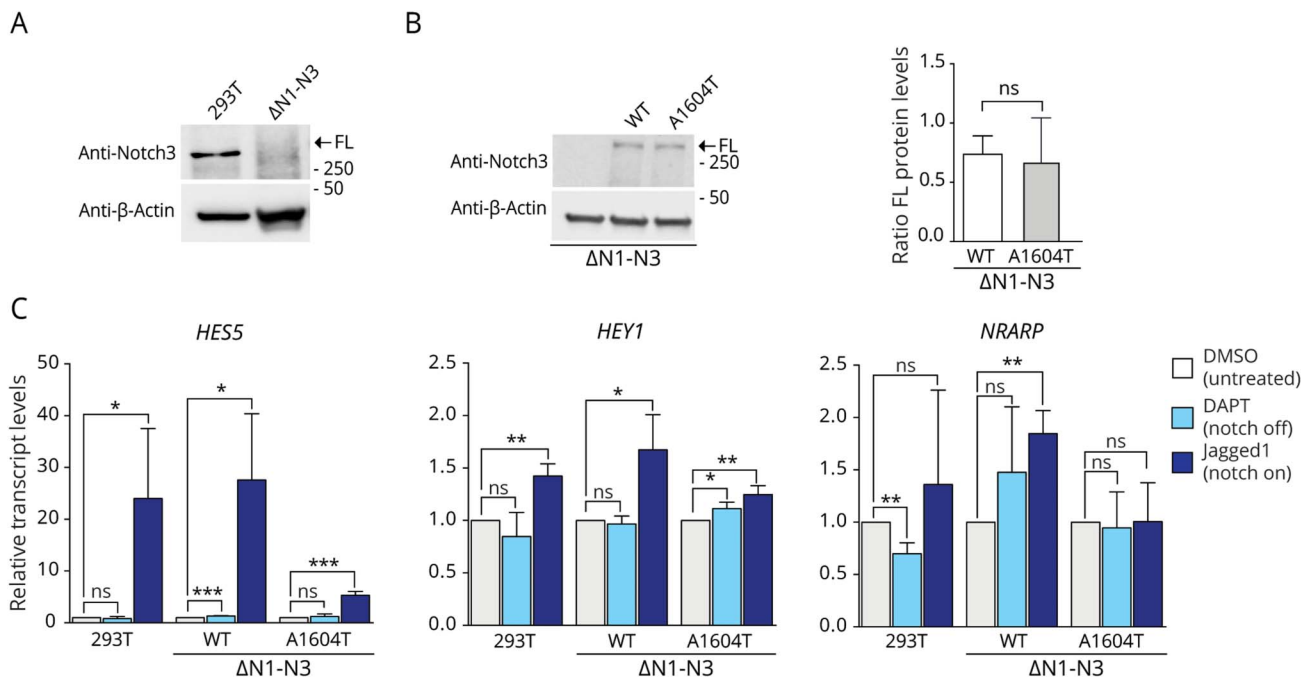 A
293T
ΔN1-N3
Anti-Notch3
←FL
- 250
- 50
Anti-β-Actin
B
WT
A1604T
Anti-Notch3
←FL
- 250
50
Anti-β-Actin
-
ΔN1-N3
Ratio FL protein levels
1.5
1.0
0.5
0.0
ns
WT A1604T
ΔN1-N3
C
HES5
Relative transcript levels
50
40
30
20
10
0
ns
*
***
*
ns
***
293T WT A1604T
ΔN1-N3
HEY1
2.5
2.0
1.5
1.0
0.5
0.0
ns
**
ns
*
*
**
293T WT A1604T
ΔN1-N3
NRARP
2.5
2.0
1.5
1.0
0.5
0.0
**
ns
ns
**
ns
ns
293T WT A1604T
ΔN1-N3
DMSO
(untreated)
DAPT
(notch off)
Jagged1
(notch on)